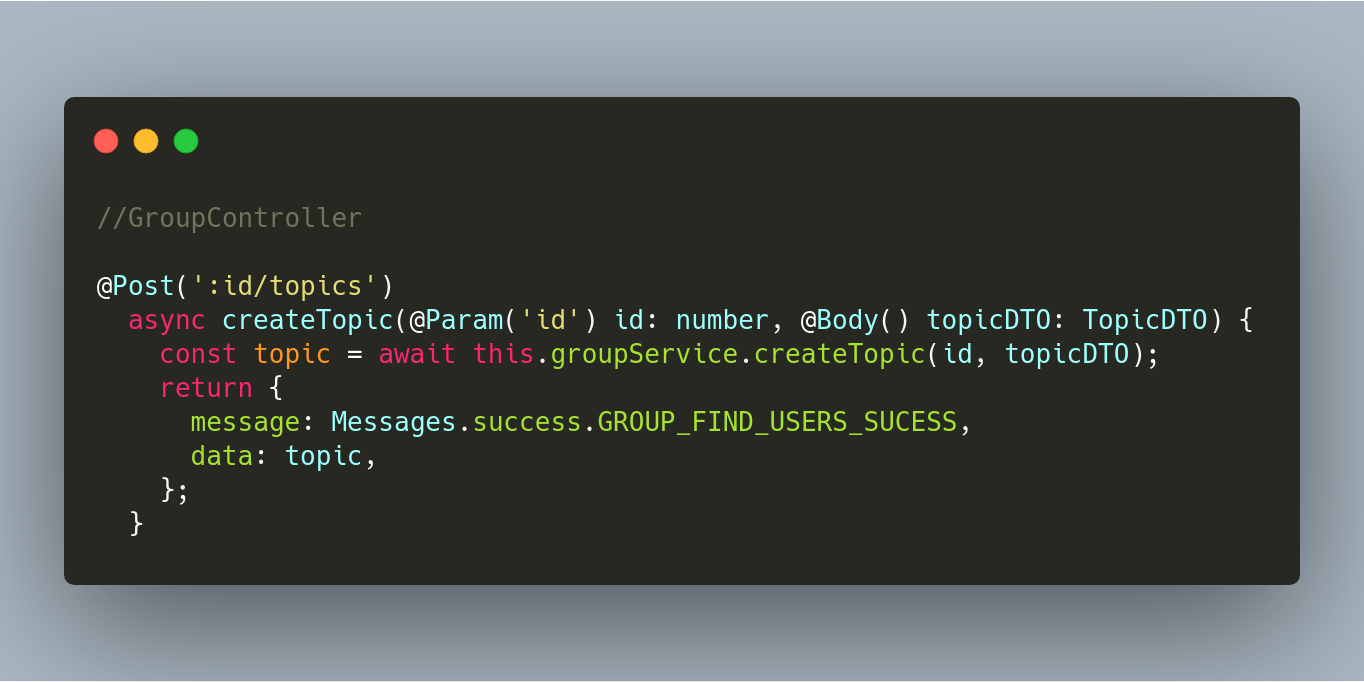 //GroupController
@Post(':id/topics')
async createTopic(@Param('id') id: number, @Body() topicDTO: TopicDTO) {
const topic = await this.groupService.createTopic(id, topicDTO);
return {
message: Messages.success.GROUP_FIND_USERS_SUCESS,
data: topic,
};
}